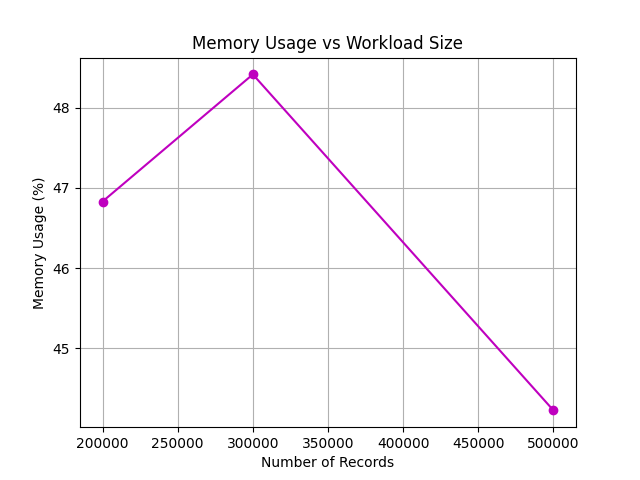 Memory Usage vs Workload Size
Memory Usage (%)
48
47
46
45
200000 250000 300000 350000 400000 450000 500000
Number of Records